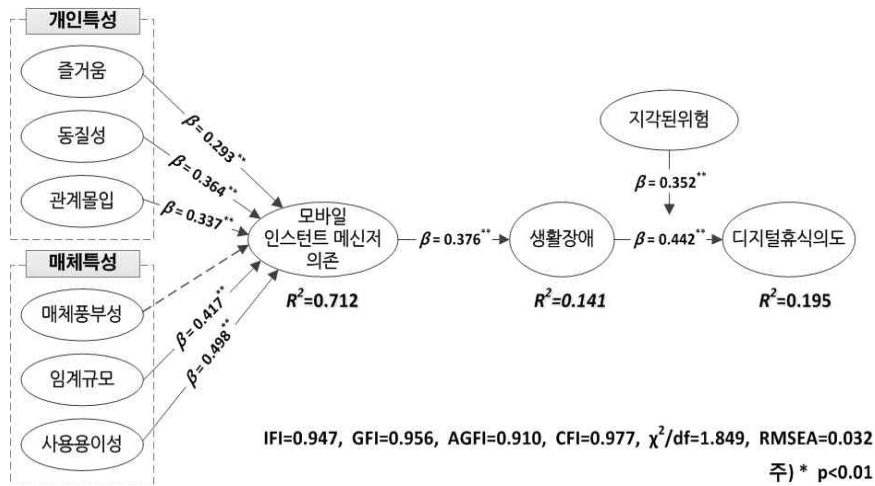 개인특성
즐거움
동질성
관계몰입
매체특성
매체풍부성
임계규모
사용용이성
β= 0.293**
β= 0.364**
β= 0.337**
β= 0.417**
β= 0.498**
모바일
인스턴트 메신저
의존
R²=0.712
β= 0.376**
생활장애
R²=0.141
지각된위험
β= 0.352**
β= 0.442**
디지털휴식의도
R²=0.195
IFI=0.947, GFI=0.956, AGFI=0.910, CFI=0.977, χ²/df=1.849, RMSEA=0.032
주) * p<0.01